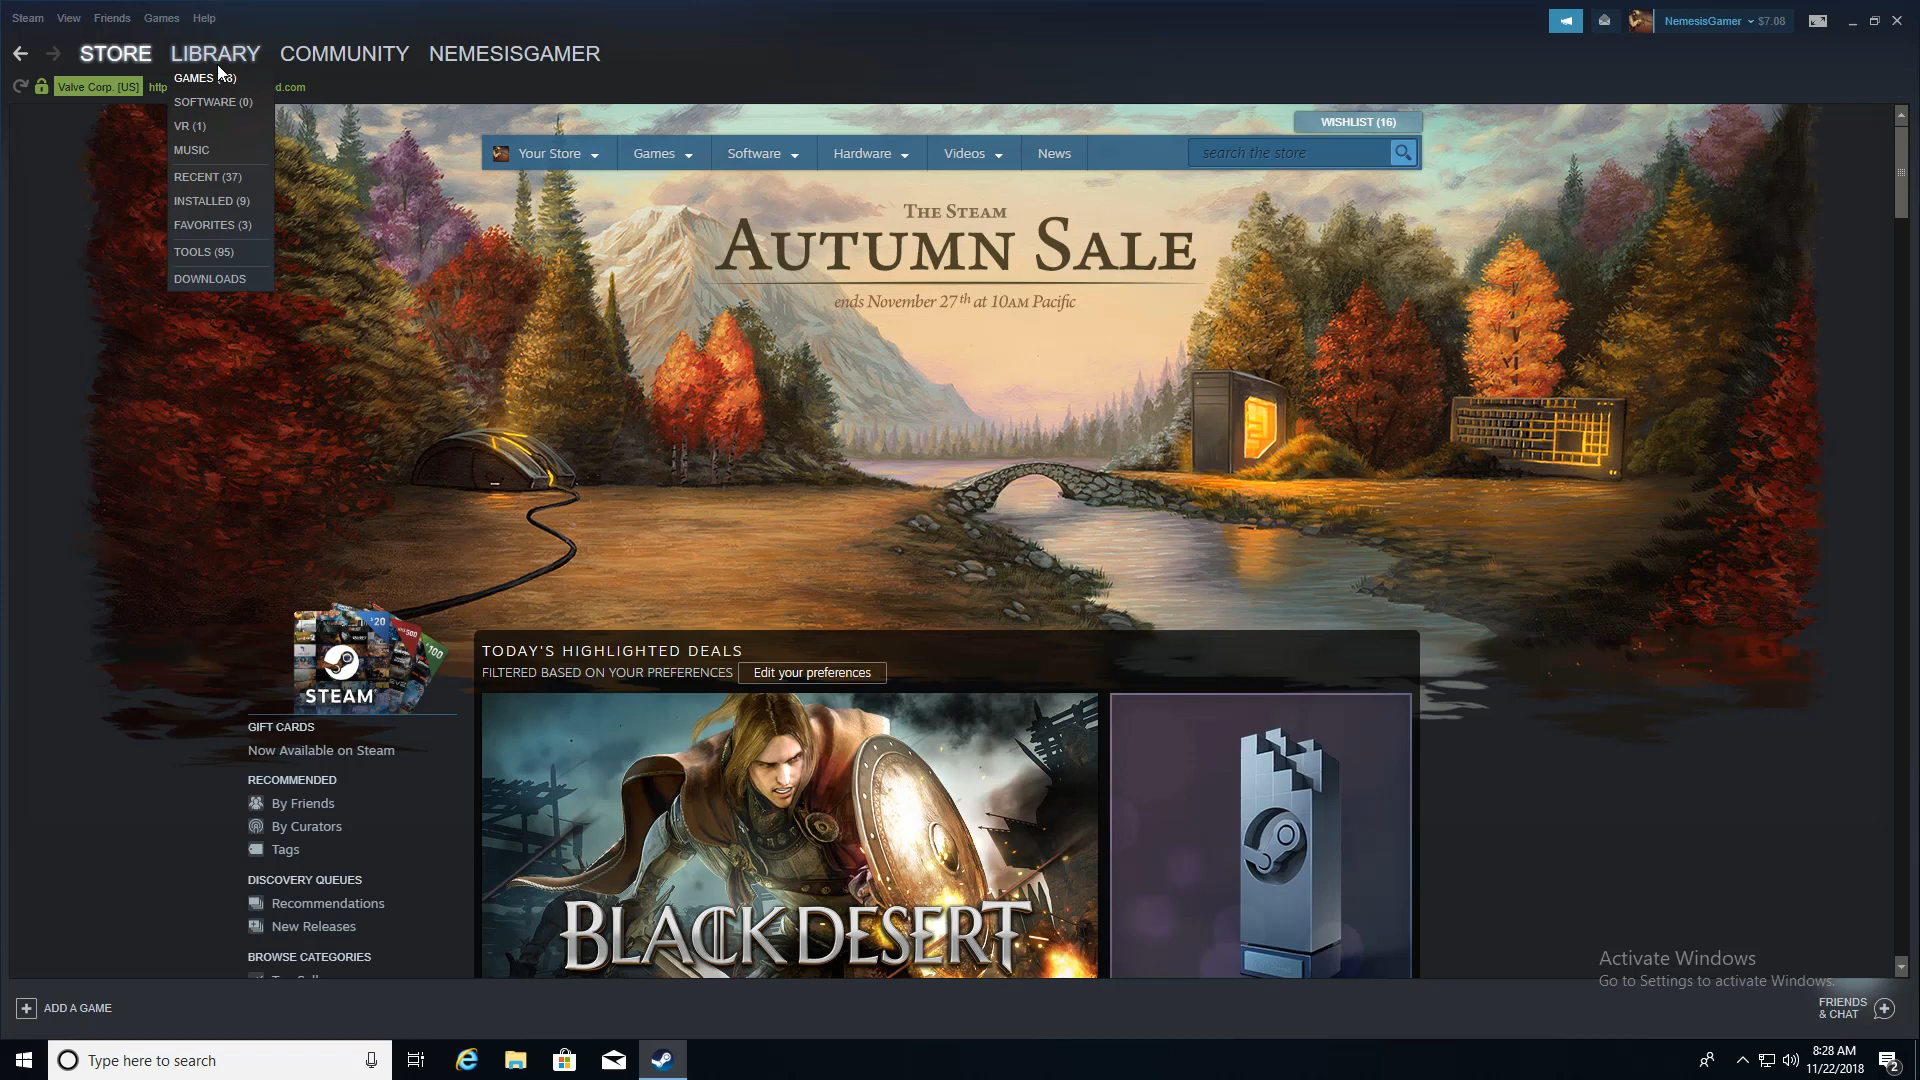 Steam View Friends Games Help
NemesisGamer $7.08
STORE LIBRARY COMMUNITY NEMESISGAMER
GAMES
Valve Corp. [US] http d.com
SOFTWARE (0)
VR (1)
MUSIC
RECENT (37)
INSTALLED (9)
FAVORITES (3)
TOOLS (95)
DOWNLOADS
WISHLIST (16)
Your Store Games Software Hardware Videos News search the store
THE STEAM
AUTUMN SALE
ends November 27th at 10AM Pacific
$20
500
100
STEAM
GIFT CARDS
Now Available on Steam
RECOMMENDED
By Friends
By Curators
Tags
DISCOVERY QUEUES
Recommendations
New Releases
BROWSE CATEGORIES
TODAY'S HIGHLIGHTED DEALS
FILTERED BASED ON YOUR PREFERENCES Edit your preferences
BLACK DESERT
Activate Windows
Go to Settings to activate Windows.
ADD A GAME
FRIENDS
& CHAT
Type here to search
8:28 AM
11/22/2018
2